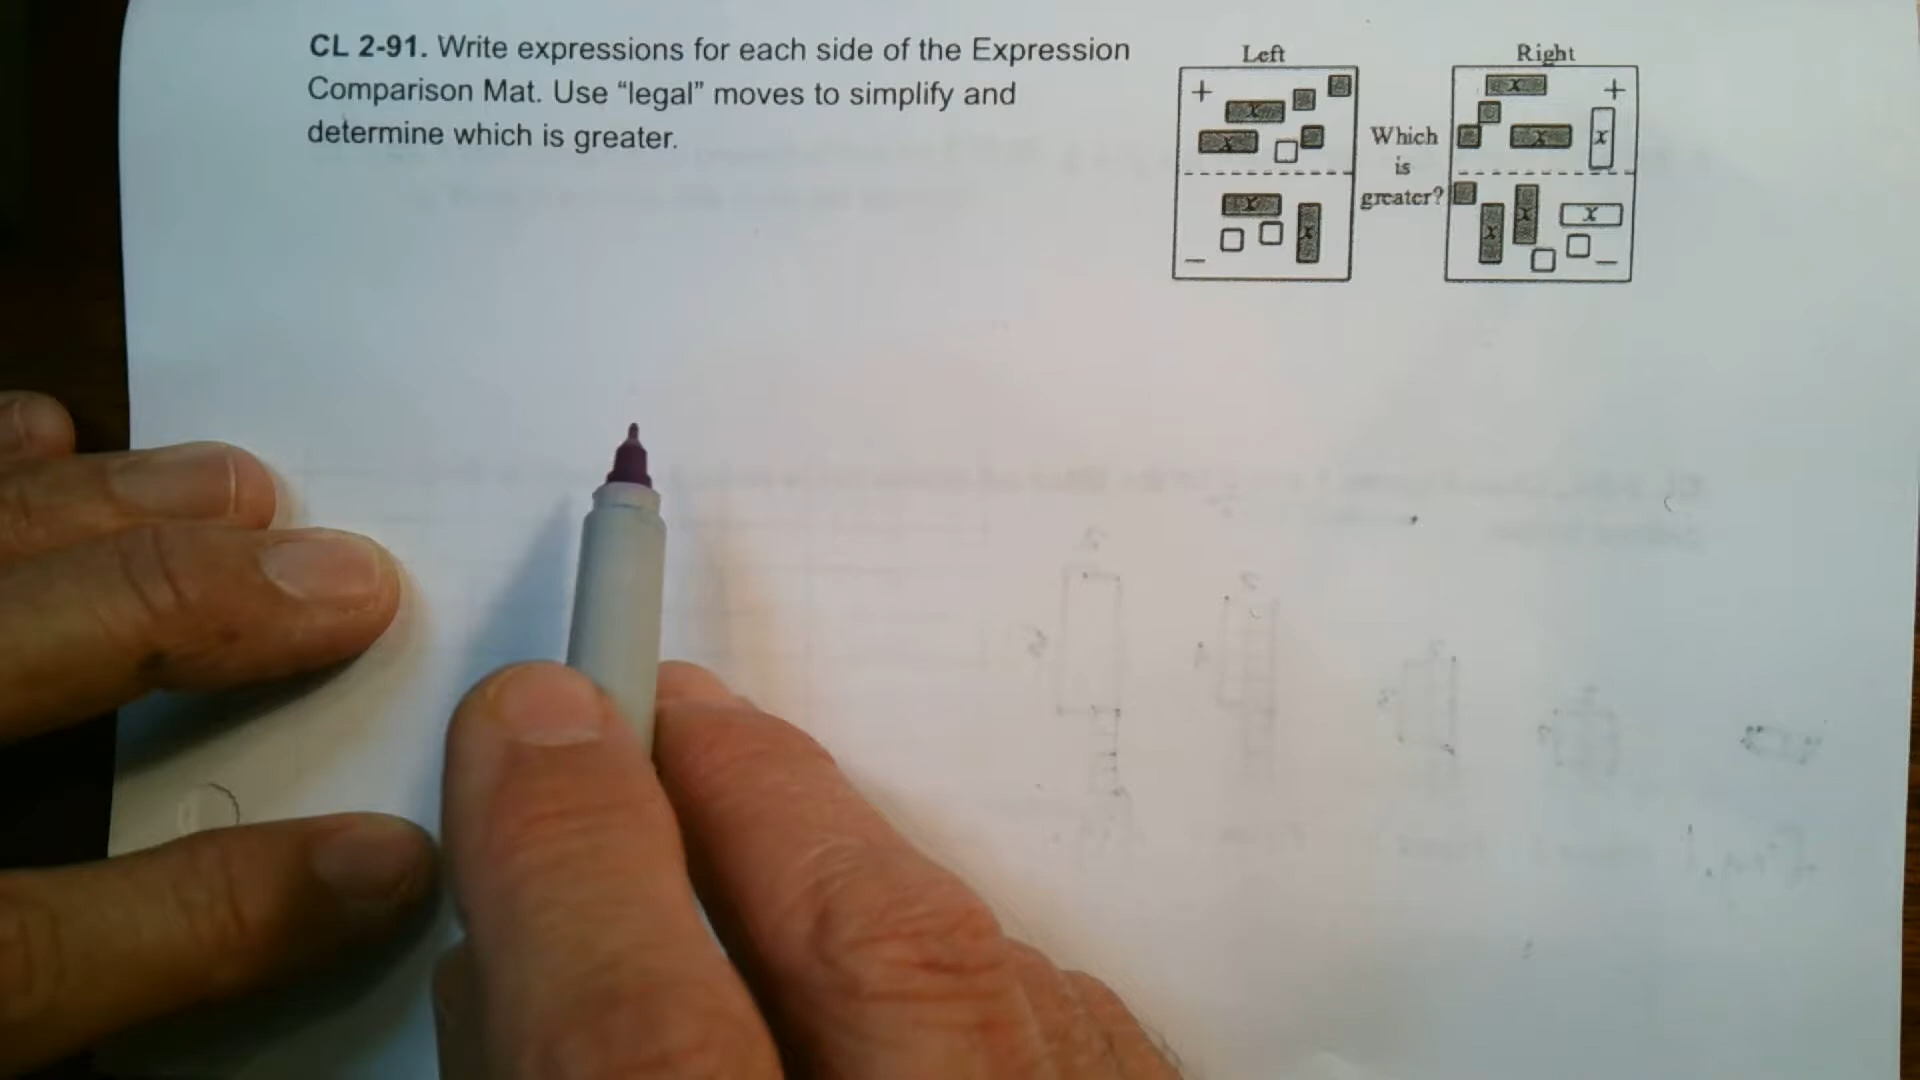 CL 2-91. Write expressions for each side of the Expression
Comparison Mat. Use “legal” moves to simplify and
determine which is greater.
Left
+
x
x
x
x
−
Which
is
greater?
Right
x
+
x
x
x
x
x
−